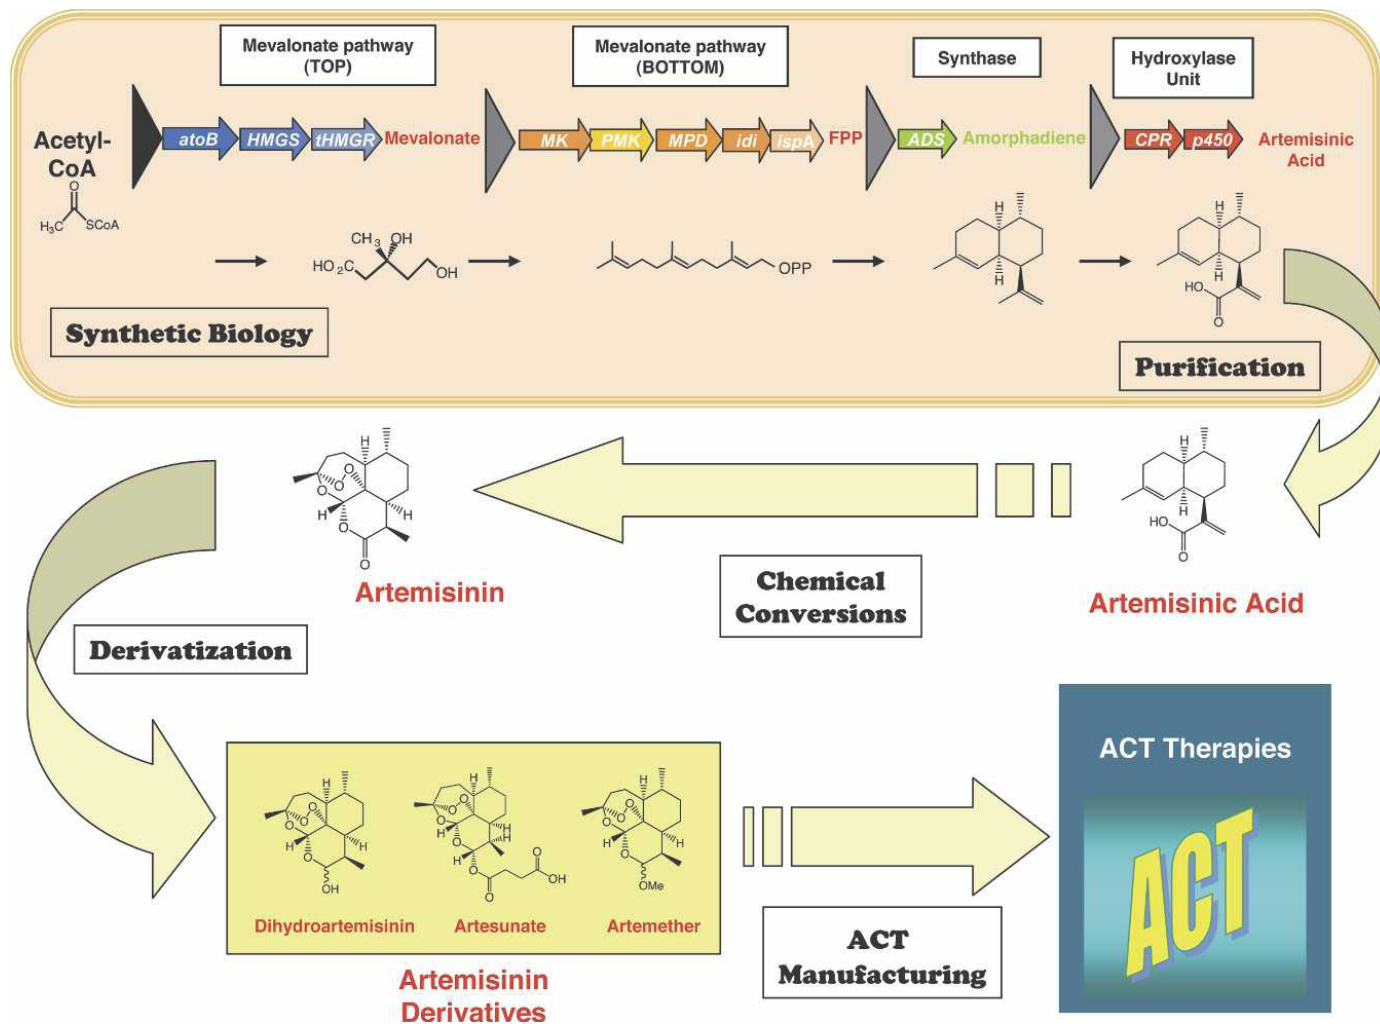 Mevalonate pathway
(TOP)
Mevalonate pathway
(BOTTOM)
Synthase
Hydroxylase
Unit
Acetyl-
CoA
atoB
HMGS
tHMGR
Mevalonate
MK
PMK
MPD
idi
ispA
FPP
ADS
Amorphadiene
CPR
p450
Artemisinic
Acid
O
H3C
SCoA
CH3
OH
HO2C
OH
OPP
H
H
H
H
HO
O
Synthetic Biology
Purification
H
O
O
O
H
H
O
O
Artemisinin
Chemical
Conversions
H
H
HO
O
Artemisinic Acid
Derivatization
H
O
O
O
H
H
O
OH
Dihydroartemisinin
H
O
O
O
H
H
H
O
H
O
O
O
OH
Artesunate
H
O
O
O
H
H
O
OMe
Artemether
Artemisinin
Derivatives
ACT
Manufacturing
ACT Therapies
ACT